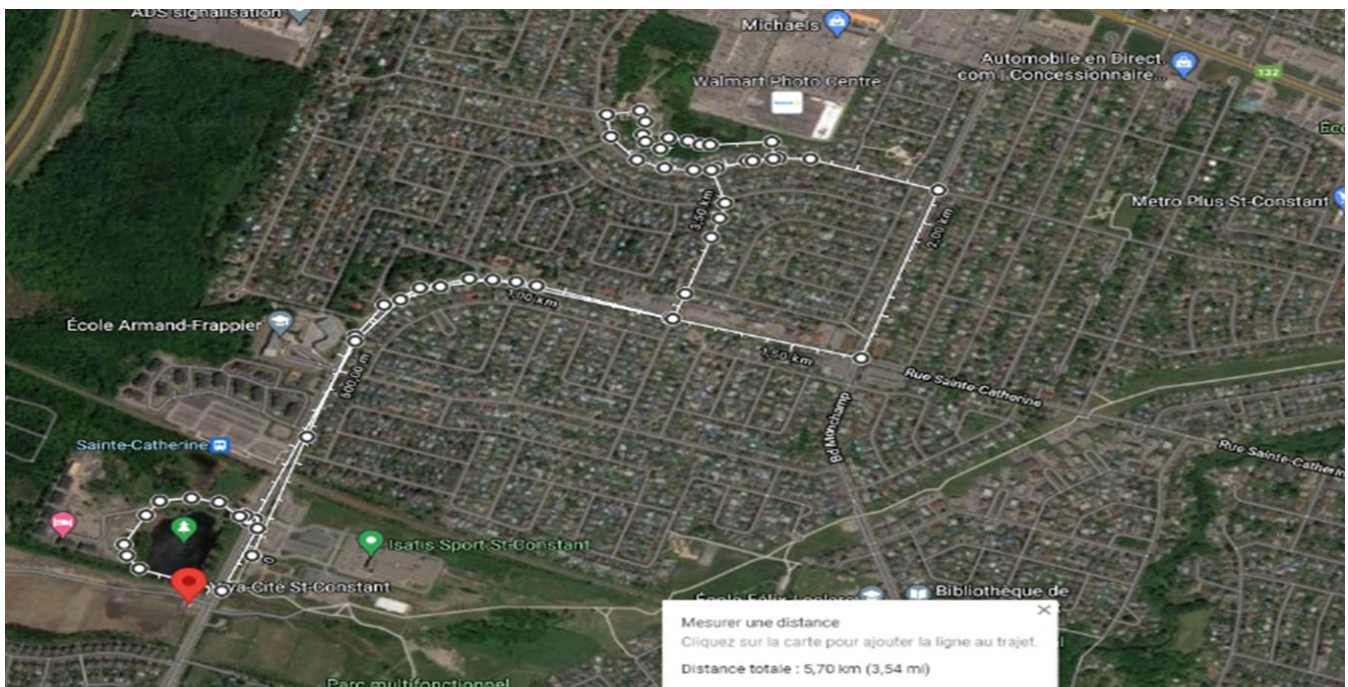 ADS signalisation
Michaels
Walmart Photo Centre
Automobile en Direct.
com | Concessionnaire...
132
Metro Plus St-Constant
3,50 km
2,00 km
1,00 km
École Armand-Frappier
500,00 m
1,50 km
Rue Sainte-Catherine
Bd Monchamp
Rue Sainte-Catherine
Sainte-Catherine
Isatis Sport St-Constant
0
St-Constant
Bibliothèque de
Mesurer une distance
Cliquez sur la carte pour ajouter la ligne au trajet.
Distance totale : 5,70 km (3,54 mi)
Parc multifonctionnel